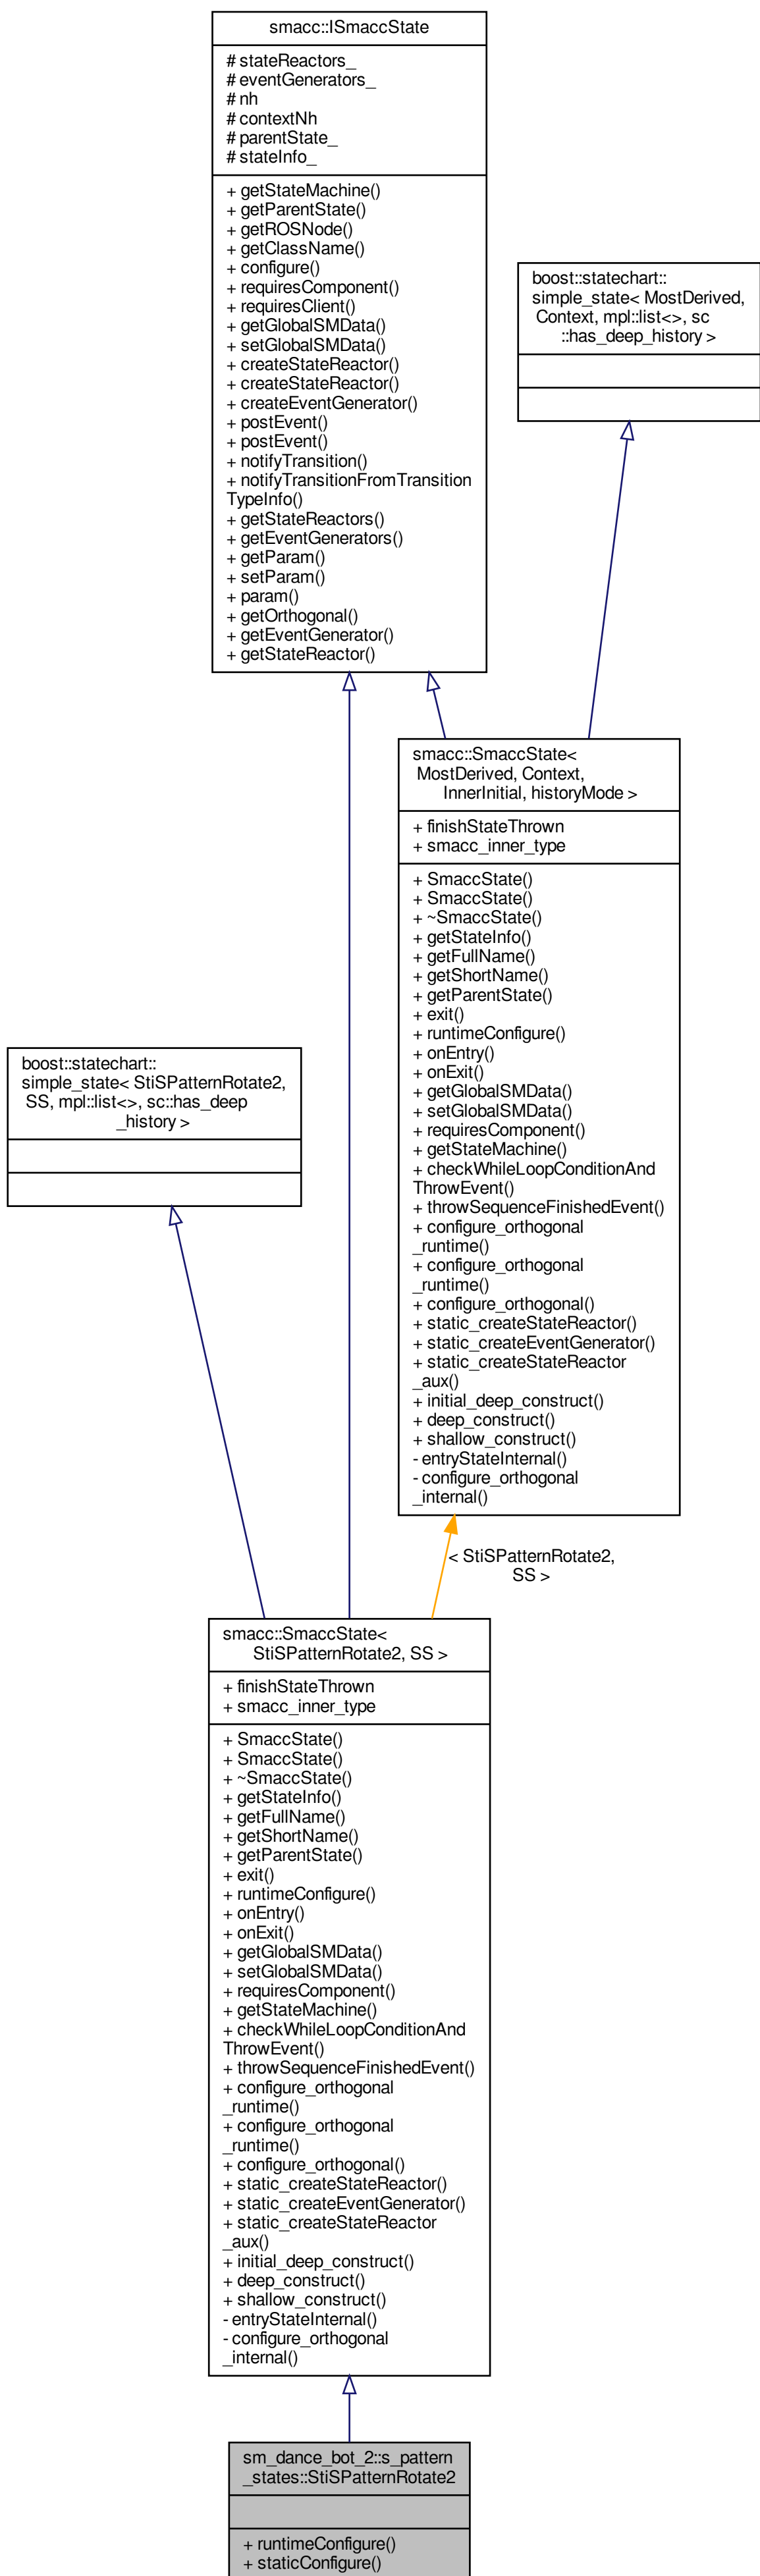 smacc::ISmaccState
# stateReactors_
# eventGenerators_
# nh
# contextNh
# parentState_
# stateInfo_
+ getStateMachine()
+ getParentState()
+ getROSNode()
+ getClassName()
+ configure()
+ requiresComponent()
+ requiresClient()
+ getGlobalSMData()
+ setGlobalSMData()
+ createStateReactor()
+ createStateReactor()
+ createEventGenerator()
+ postEvent()
+ postEvent()
+ notifyTransition()
+ notifyTransitionFromTransition
TypeInfo()
+ getStateReactors()
+ getEventGenerators()
+ getParam()
+ setParam()
+ param()
+ getOrthogonal()
+ getEventGenerator()
+ getStateReactor()
boost::statechart::
simple_state< MostDerived,
Context, mpl::list<>, sc
::has_deep_history >
smacc::SmaccState<
MostDerived, Context,
InnerInitial, historyMode >
+ finishStateThrown
+ smacc_inner_type
+ SmaccState()
+ SmaccState()
+ ~SmaccState()
+ getStateInfo()
+ getFullName()
+ getShortName()
+ getParentState()
+ exit()
+ runtimeConfigure()
+ onEntry()
+ onExit()
+ getGlobalSMData()
+ setGlobalSMData()
+ requiresComponent()
+ getStateMachine()
+ checkWhileLoopConditionAnd
ThrowEvent()
+ throwSequenceFinishedEvent()
+ configure_orthogonal
_runtime()
+ configure_orthogonal
_runtime()
+ configure_orthogonal()
+ static_createStateReactor()
+ static_createEventGenerator()
+ static_createStateReactor
_aux()
+ initial_deep_construct()
+ deep_construct()
+ shallow_construct()
- entryStateInternal()
- configure_orthogonal
_internal()
boost::statechart::
simple_state< StiSPatternRotate2,
SS, mpl::list<>, sc::has_deep
_history >
< StiSPatternRotate2,
SS >
smacc::SmaccState<
StiSPatternRotate2, SS >
+ finishStateThrown
+ smacc_inner_type
+ SmaccState()
+ SmaccState()
+ ~SmaccState()
+ getStateInfo()
+ getFullName()
+ getShortName()
+ getParentState()
+ exit()
+ runtimeConfigure()
+ onEntry()
+ onExit()
+ getGlobalSMData()
+ setGlobalSMData()
+ requiresComponent()
+ getStateMachine()
+ checkWhileLoopConditionAnd
ThrowEvent()
+ throwSequenceFinishedEvent()
+ configure_orthogonal
_runtime()
+ configure_orthogonal
_runtime()
+ configure_orthogonal()
+ static_createStateReactor()
+ static_createEventGenerator()
+ static_createStateReactor
_aux()
+ initial_deep_construct()
+ deep_construct()
+ shallow_construct()
- entryStateInternal()
- configure_orthogonal
_internal()
sm_dance_bot_2::s_pattern
_states::StiSPatternRotate2
+ runtimeConfigure()
+ staticConfigure()